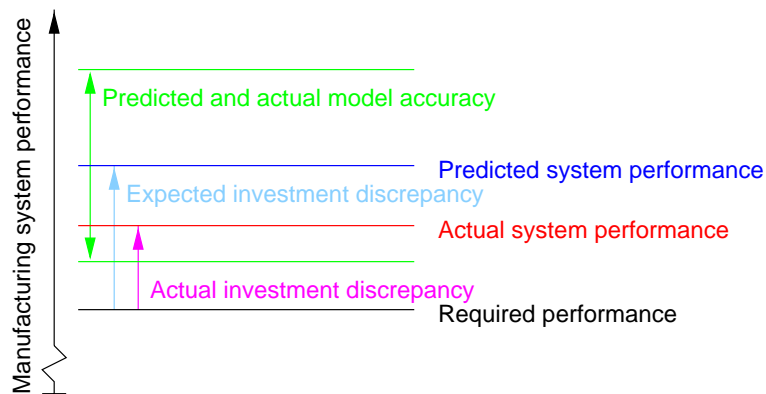 Manufacturing system performance
Predicted and actual model accuracy
Predicted system performance
Expected investment discrepancy
Actual system performance
Actual investment discrepancy
Required performance